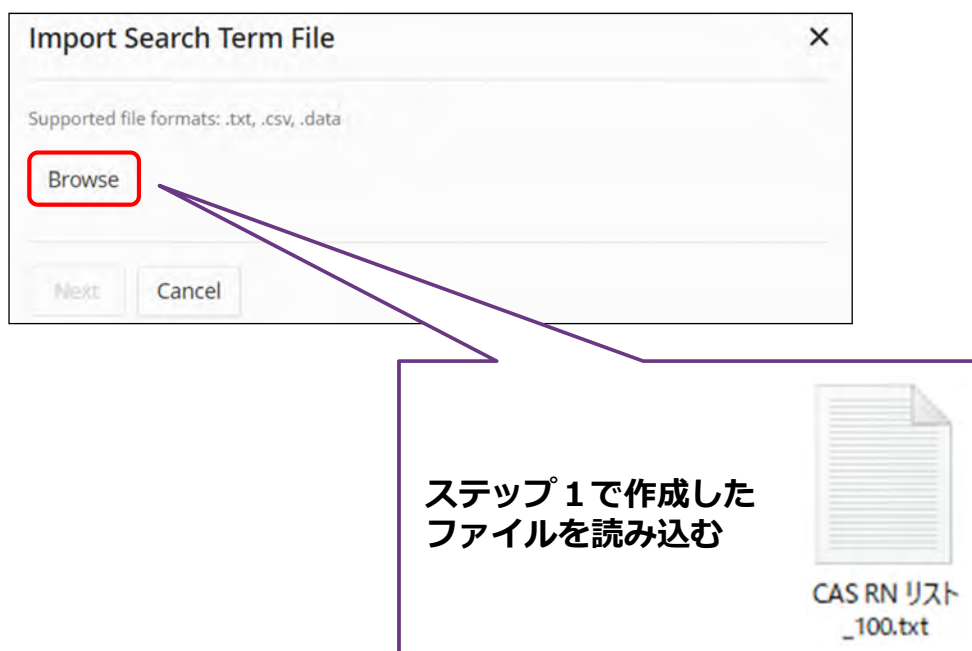 Import Search Term File
Supported file formats: .txt, .csv, .data
Browse
Next
Cancel
ステップ１で作成した
ファイルを読み込む
CAS RN リスト
_100.txt